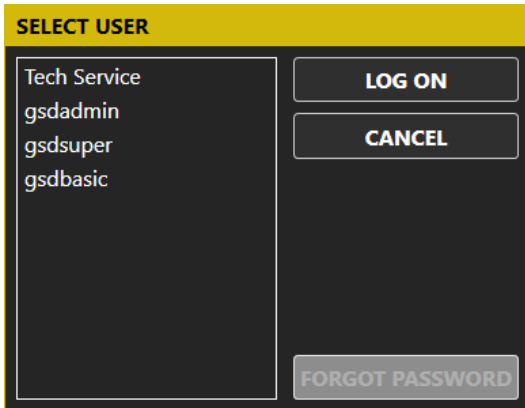 SELECT USER
Tech Service
gsdadmin
gsdsuper
gsdbasic
LOG ON
CANCEL
FORGOT PASSWORD